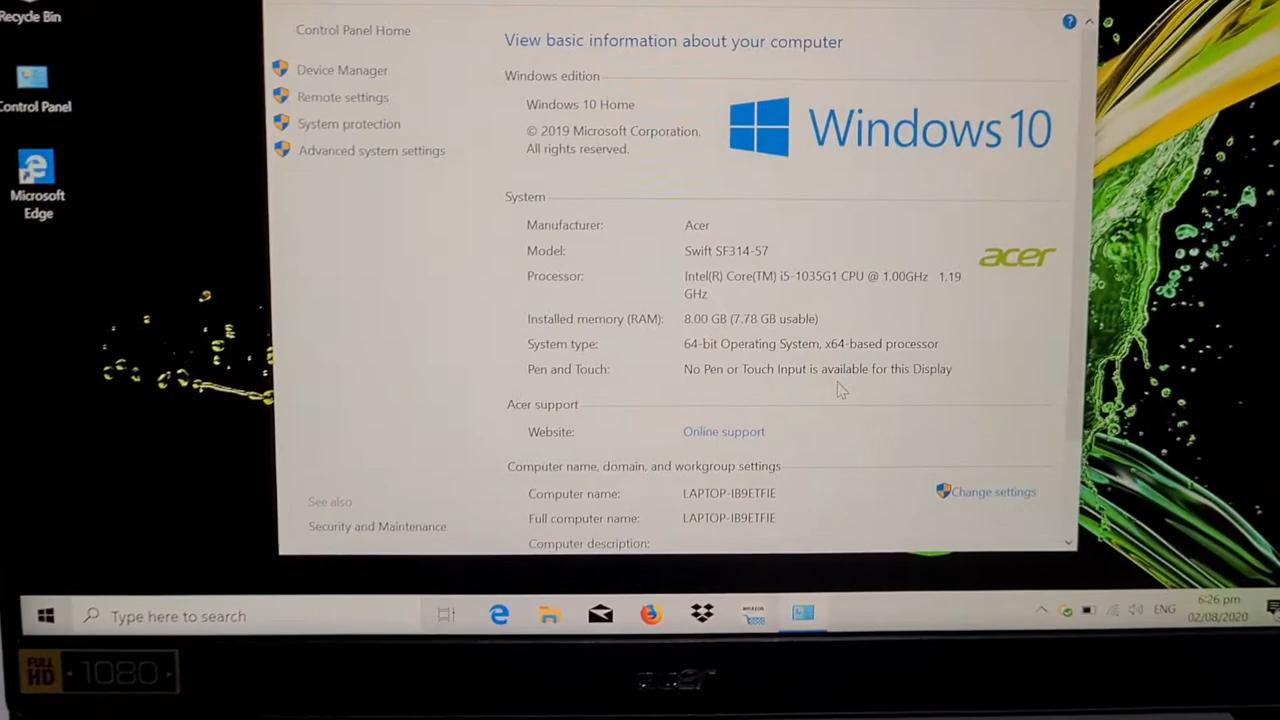 Recycle Bin
Control Panel
Microsoft
Edge
Control Panel Home
Device Manager
Remote settings
System protection
Advanced system settings
See also
Security and Maintenance
View basic information about your computer
Windows edition
Windows 10 Home
© 2019 Microsoft Corporation.
All rights reserved.
Windows 10
System
Manufacturer: Acer
Model: Swift SF314-57
acer
Processor: Intel(R) Core(TM) i5-1035G1 CPU @ 1.00GHz 1.19
GHz
Installed memory (RAM): 8.00 GB (7.78 GB usable)
System type: 64-bit Operating System, x64-based processor
Pen and Touch: No Pen or Touch Input is available for this Display
Acer support
Website: Online support
Computer name, domain, and workgroup settings
Computer name: LAPTOP-IB9ETFIE
Change settings
Full computer name: LAPTOP-IB9ETFIE
Computer description:
Type here to search
amazon
ENG
6:26 pm
02/08/2020
FULL
HD
1080
acer